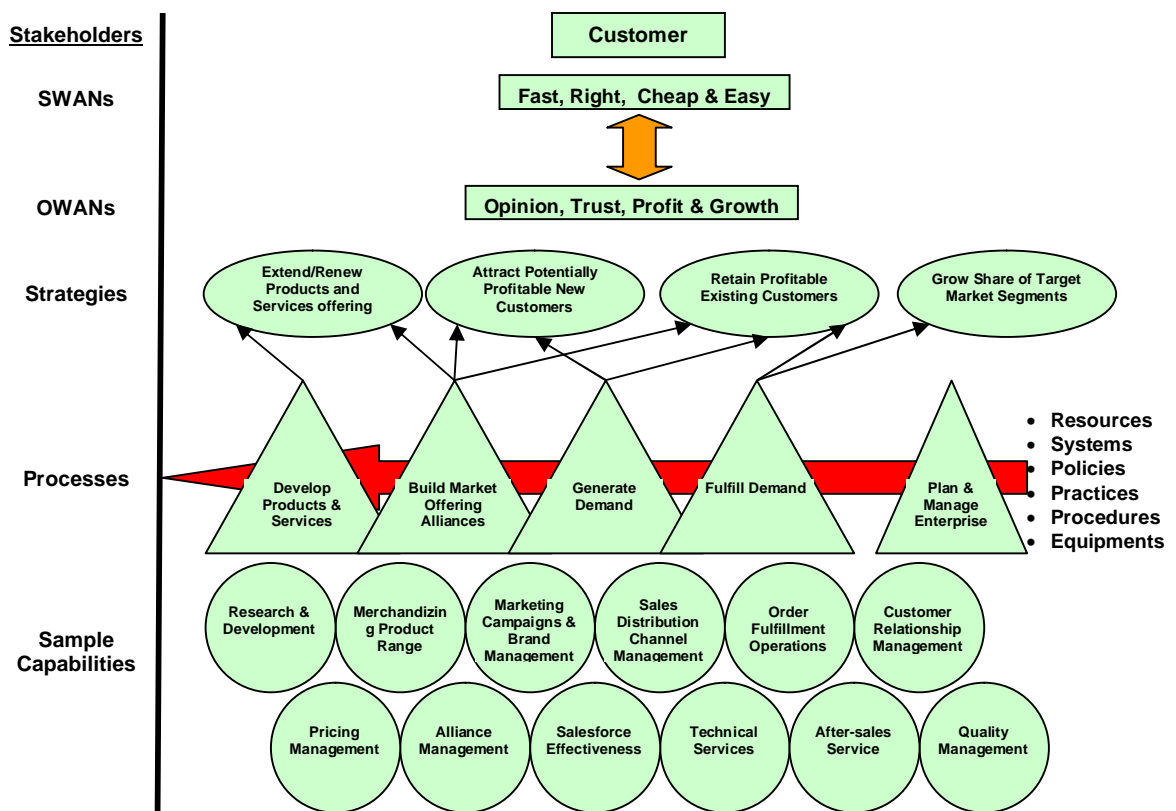 Stakeholders
Customer
SWANs
Fast, Right, Cheap & Easy
OWANs
Opinion, Trust, Profit & Growth
Strategies
Extend/Renew
Products and
Services offering
Attract Potentially
Profitable New
Customers
Retain Profitable
Existing Customers
Grow Share of Target
Market Segments
Processes
Develop
Products &
Services
Build Market
Offering
Alliances
Generate
Demand
Fulfill Demand
Plan &
Manage
Enterprise
• Resources
• Systems
• Policies
• Practices
• Procedures
• Equipments
Sample
Capabilities
Research &
Development
Merchandizin
g Product
Range
Marketing
Campaigns &
Brand
Management
Sales
Distribution
Channel
Management
Order
Fulfillment
Operations
Customer
Relationship
Management
Pricing
Management
Alliance
Management
Salesforce
Effectiveness
Technical
Services
After-sales
Service
Quality
Management